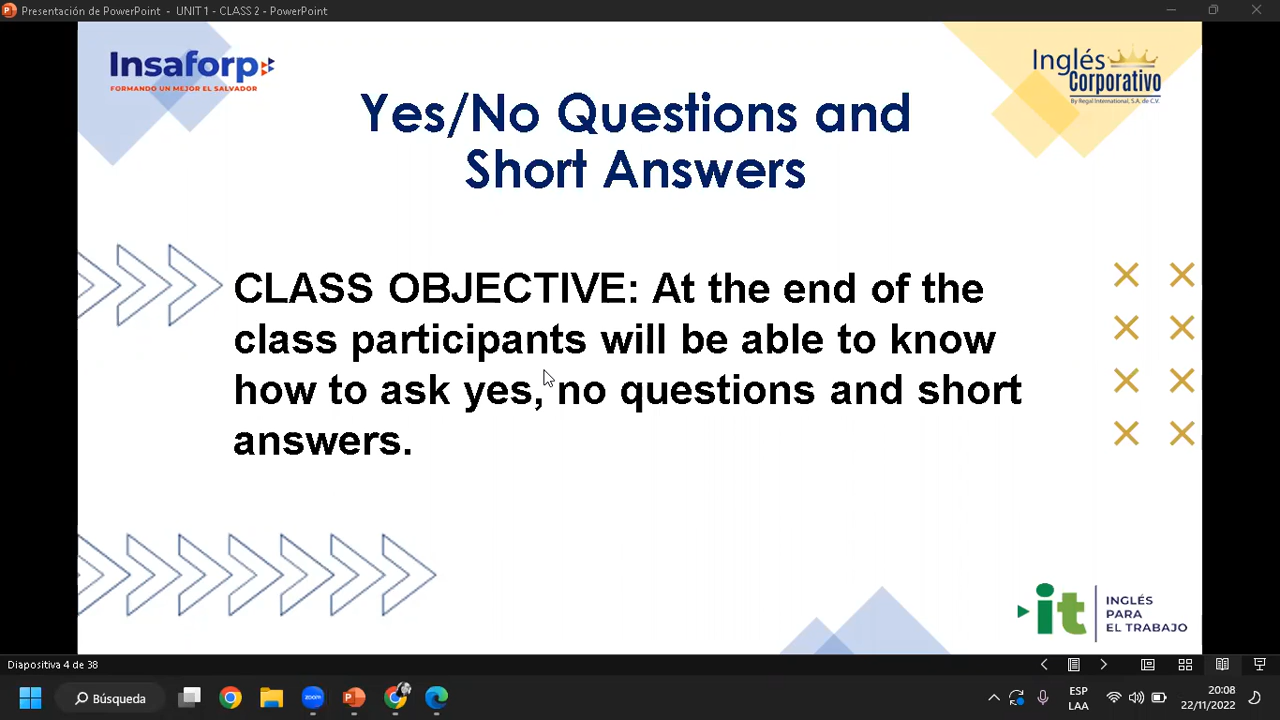 Presentación de PowerPoint - UNIT 1 - CLASS 2 - PowerPoint
Insaforp
FORMANDO UN MEJOR EL SALVADOR
Inglés
Corporativo
By Regal International, S.A. de C.V.
Yes/No Questions and
Short Answers
CLASS OBJECTIVE: At the end of the
class participants will be able to know
how to ask yes, no questions and short
answers.
it
INGLÉS
PARA
EL TRABAJO
Diapositiva 4 de 38
Búsqueda
zoom
ESP
LAA
20:08
22/11/2022